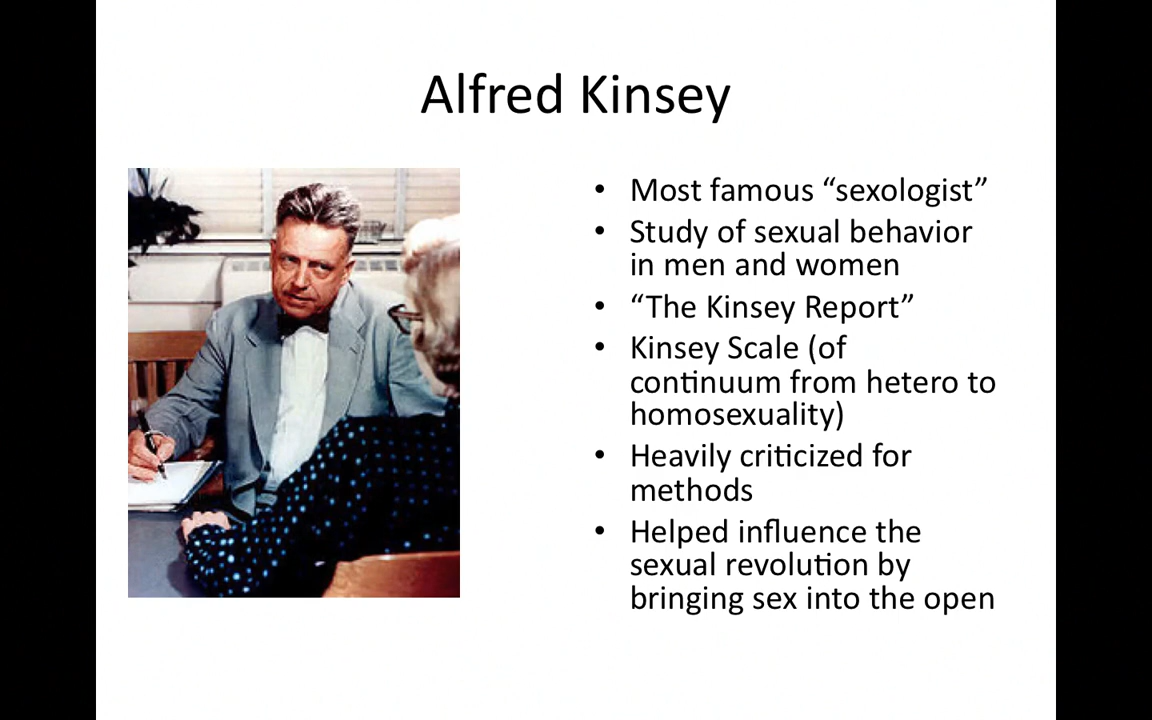 Alfred Kinsey
• Most famous “sexologist”
• Study of sexual behavior
in men and women
• “The Kinsey Report”
• Kinsey Scale (of
continuum from hetero to
homosexuality)
• Heavily criticized for
methods
• Helped influence the
sexual revolution by
bringing sex into the open